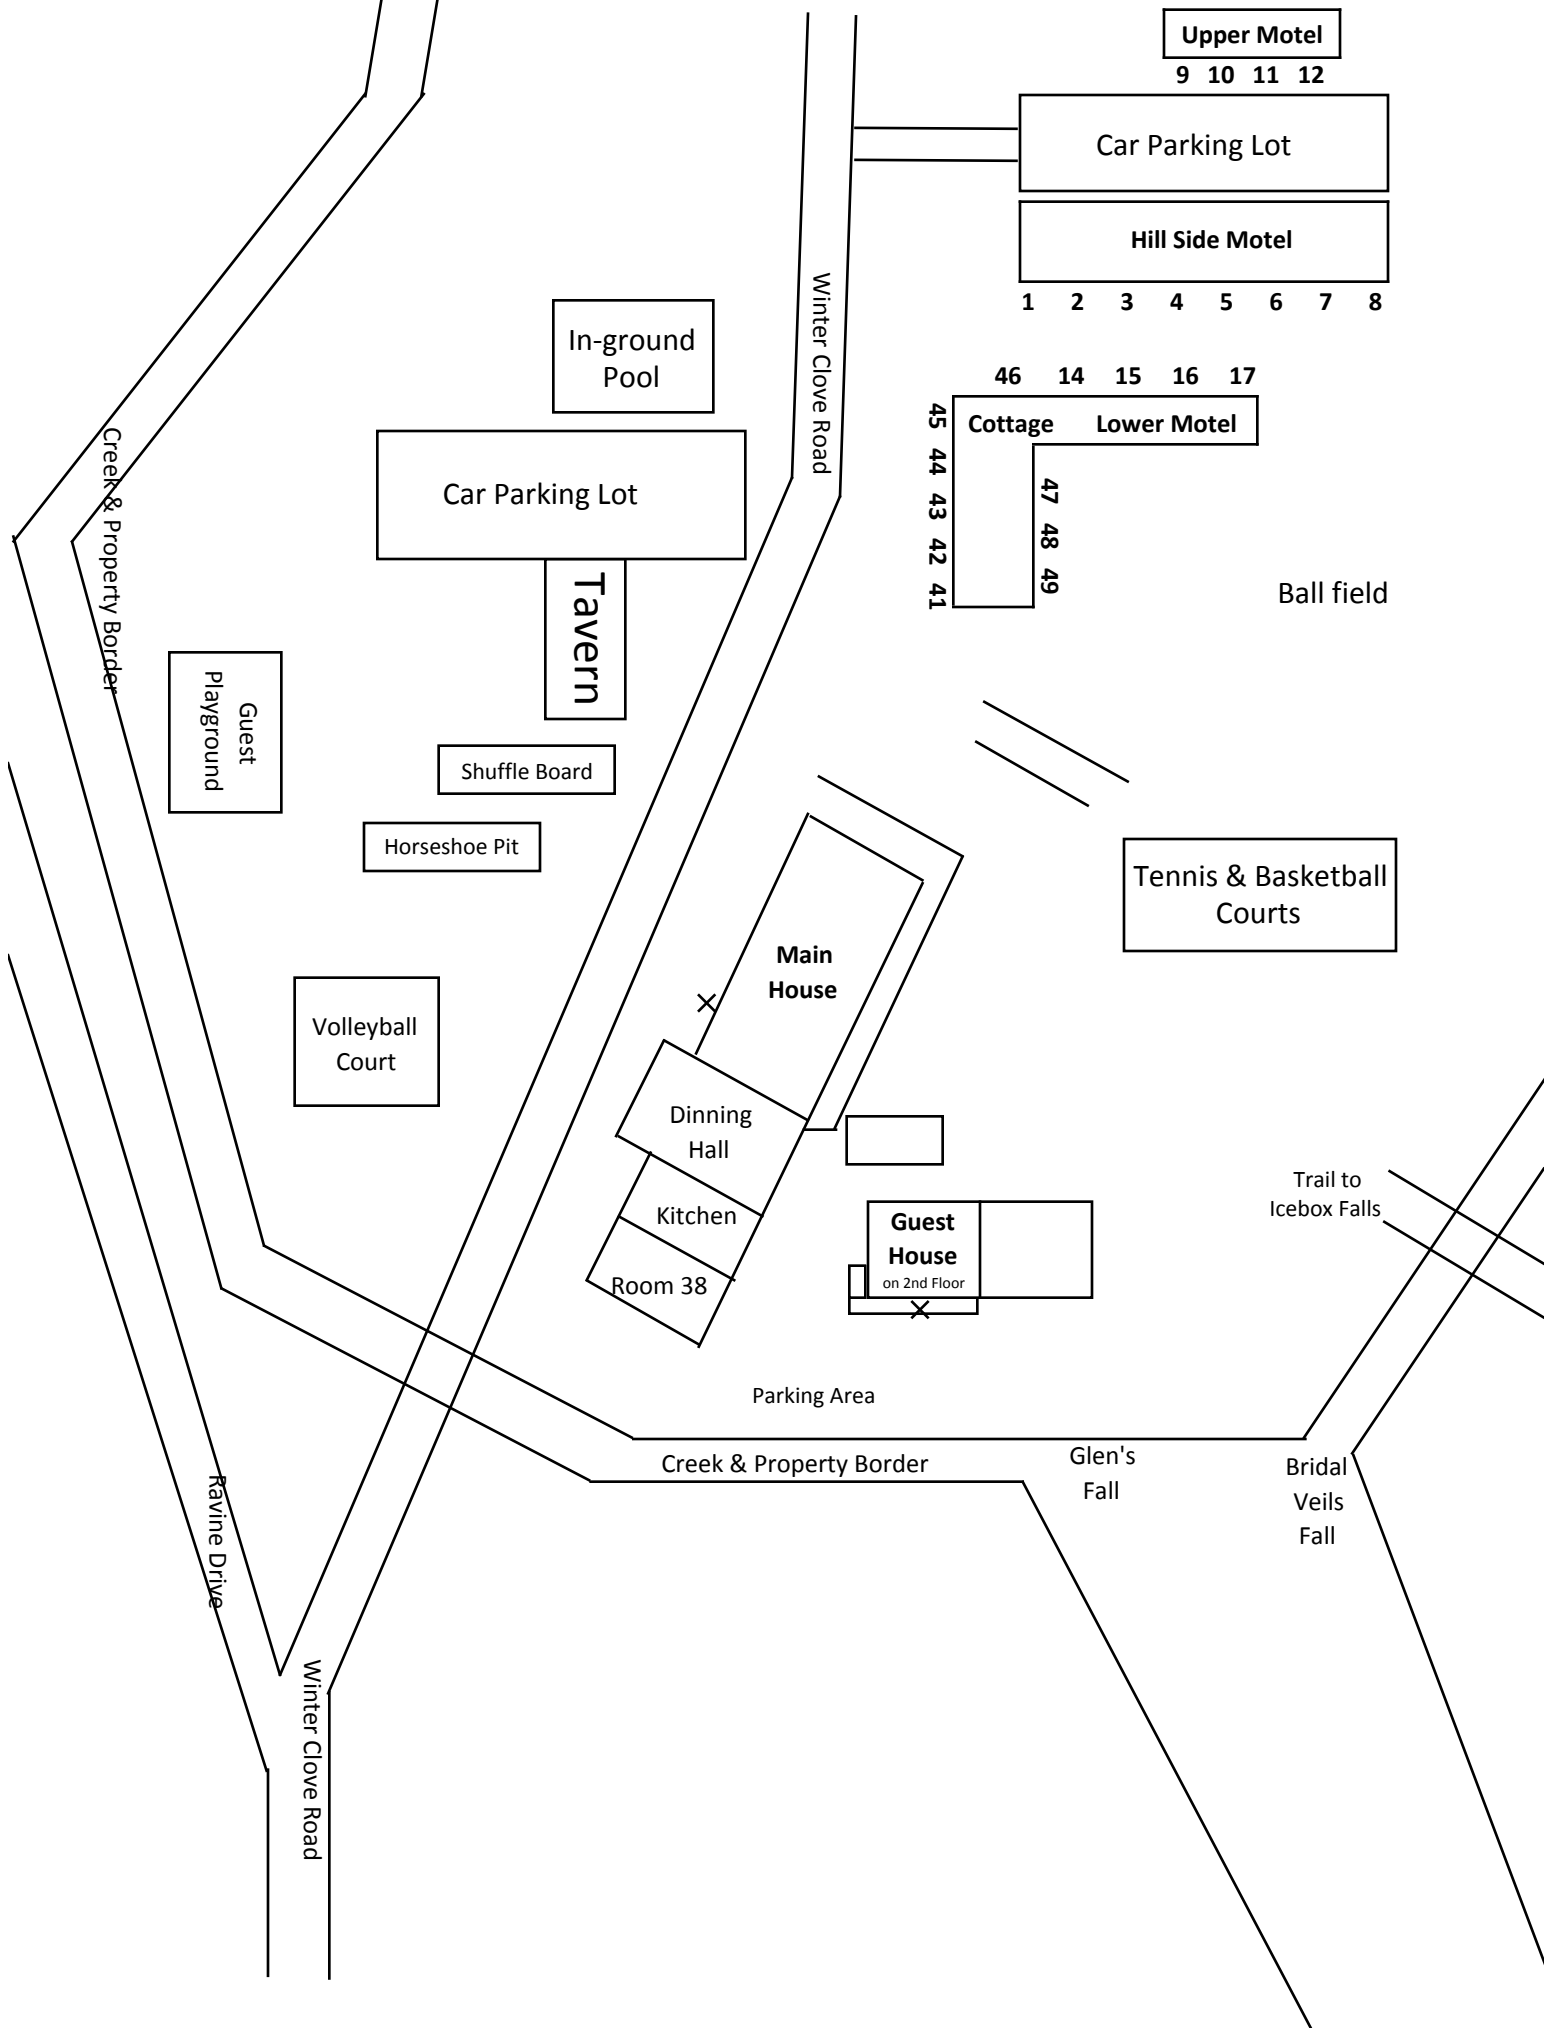 Upper Motel
9 10 11 12
Car Parking Lot
Hill Side Motel
1 2 3 4 5 6 7 8
Winter Clove Road
In-ground
Pool
46 14 15 16 17
Cottage Lower Motel
45 44 43 42 41
47 48 49
Car Parking Lot
Creek & Property Border
Tavern
Ball field
Guest
Playground
Shuffle Board
Horseshoe Pit
Tennis & Basketball
Courts
Main
House
Volleyball
Court
Dinning
Hall
Trail to
Icebox Falls
Kitchen
Guest
House
on 2nd Floor
Room 38
Parking Area
Creek & Property Border
Glen's
Fall
Bridal
Veils
Fall
Ravine Drive
Winter Clove Road